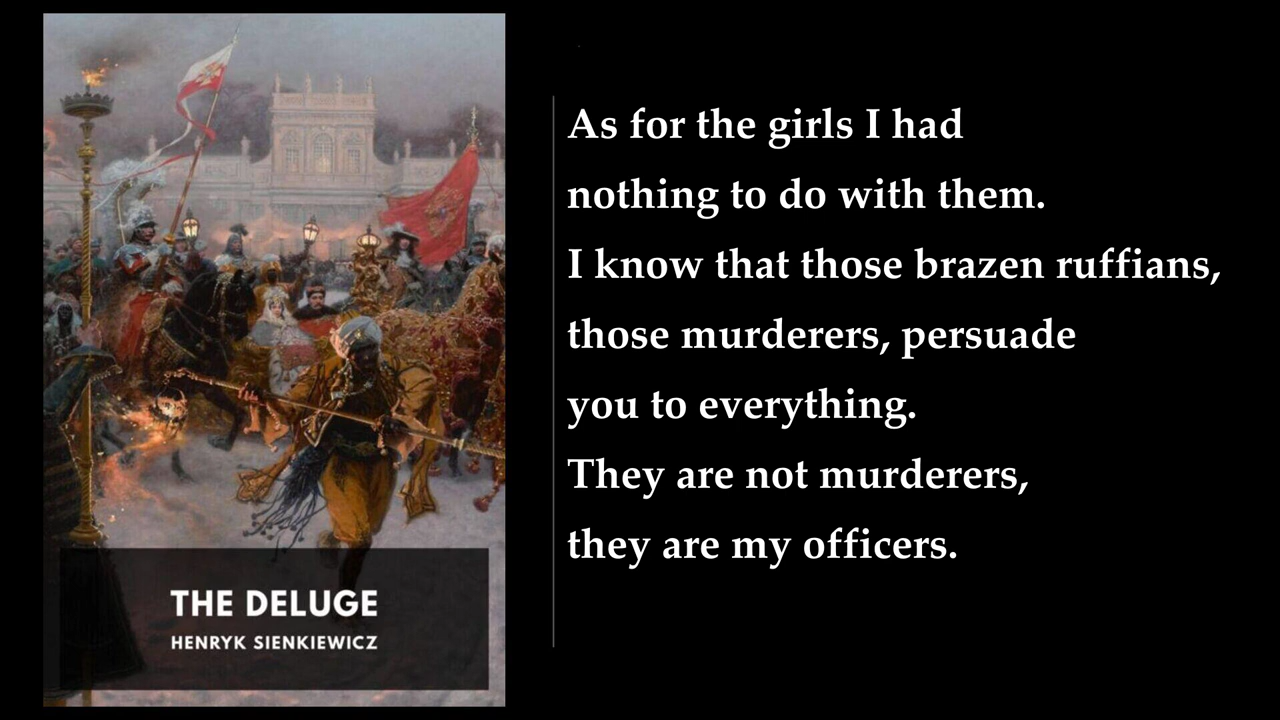 THE DELUGE
HENRYK SIENKIEWICZ
As for the girls I had
nothing to do with them.
I know that those brazen ruffians,
those murderers, persuade
you to everything.
They are not murderers,
they are my officers.